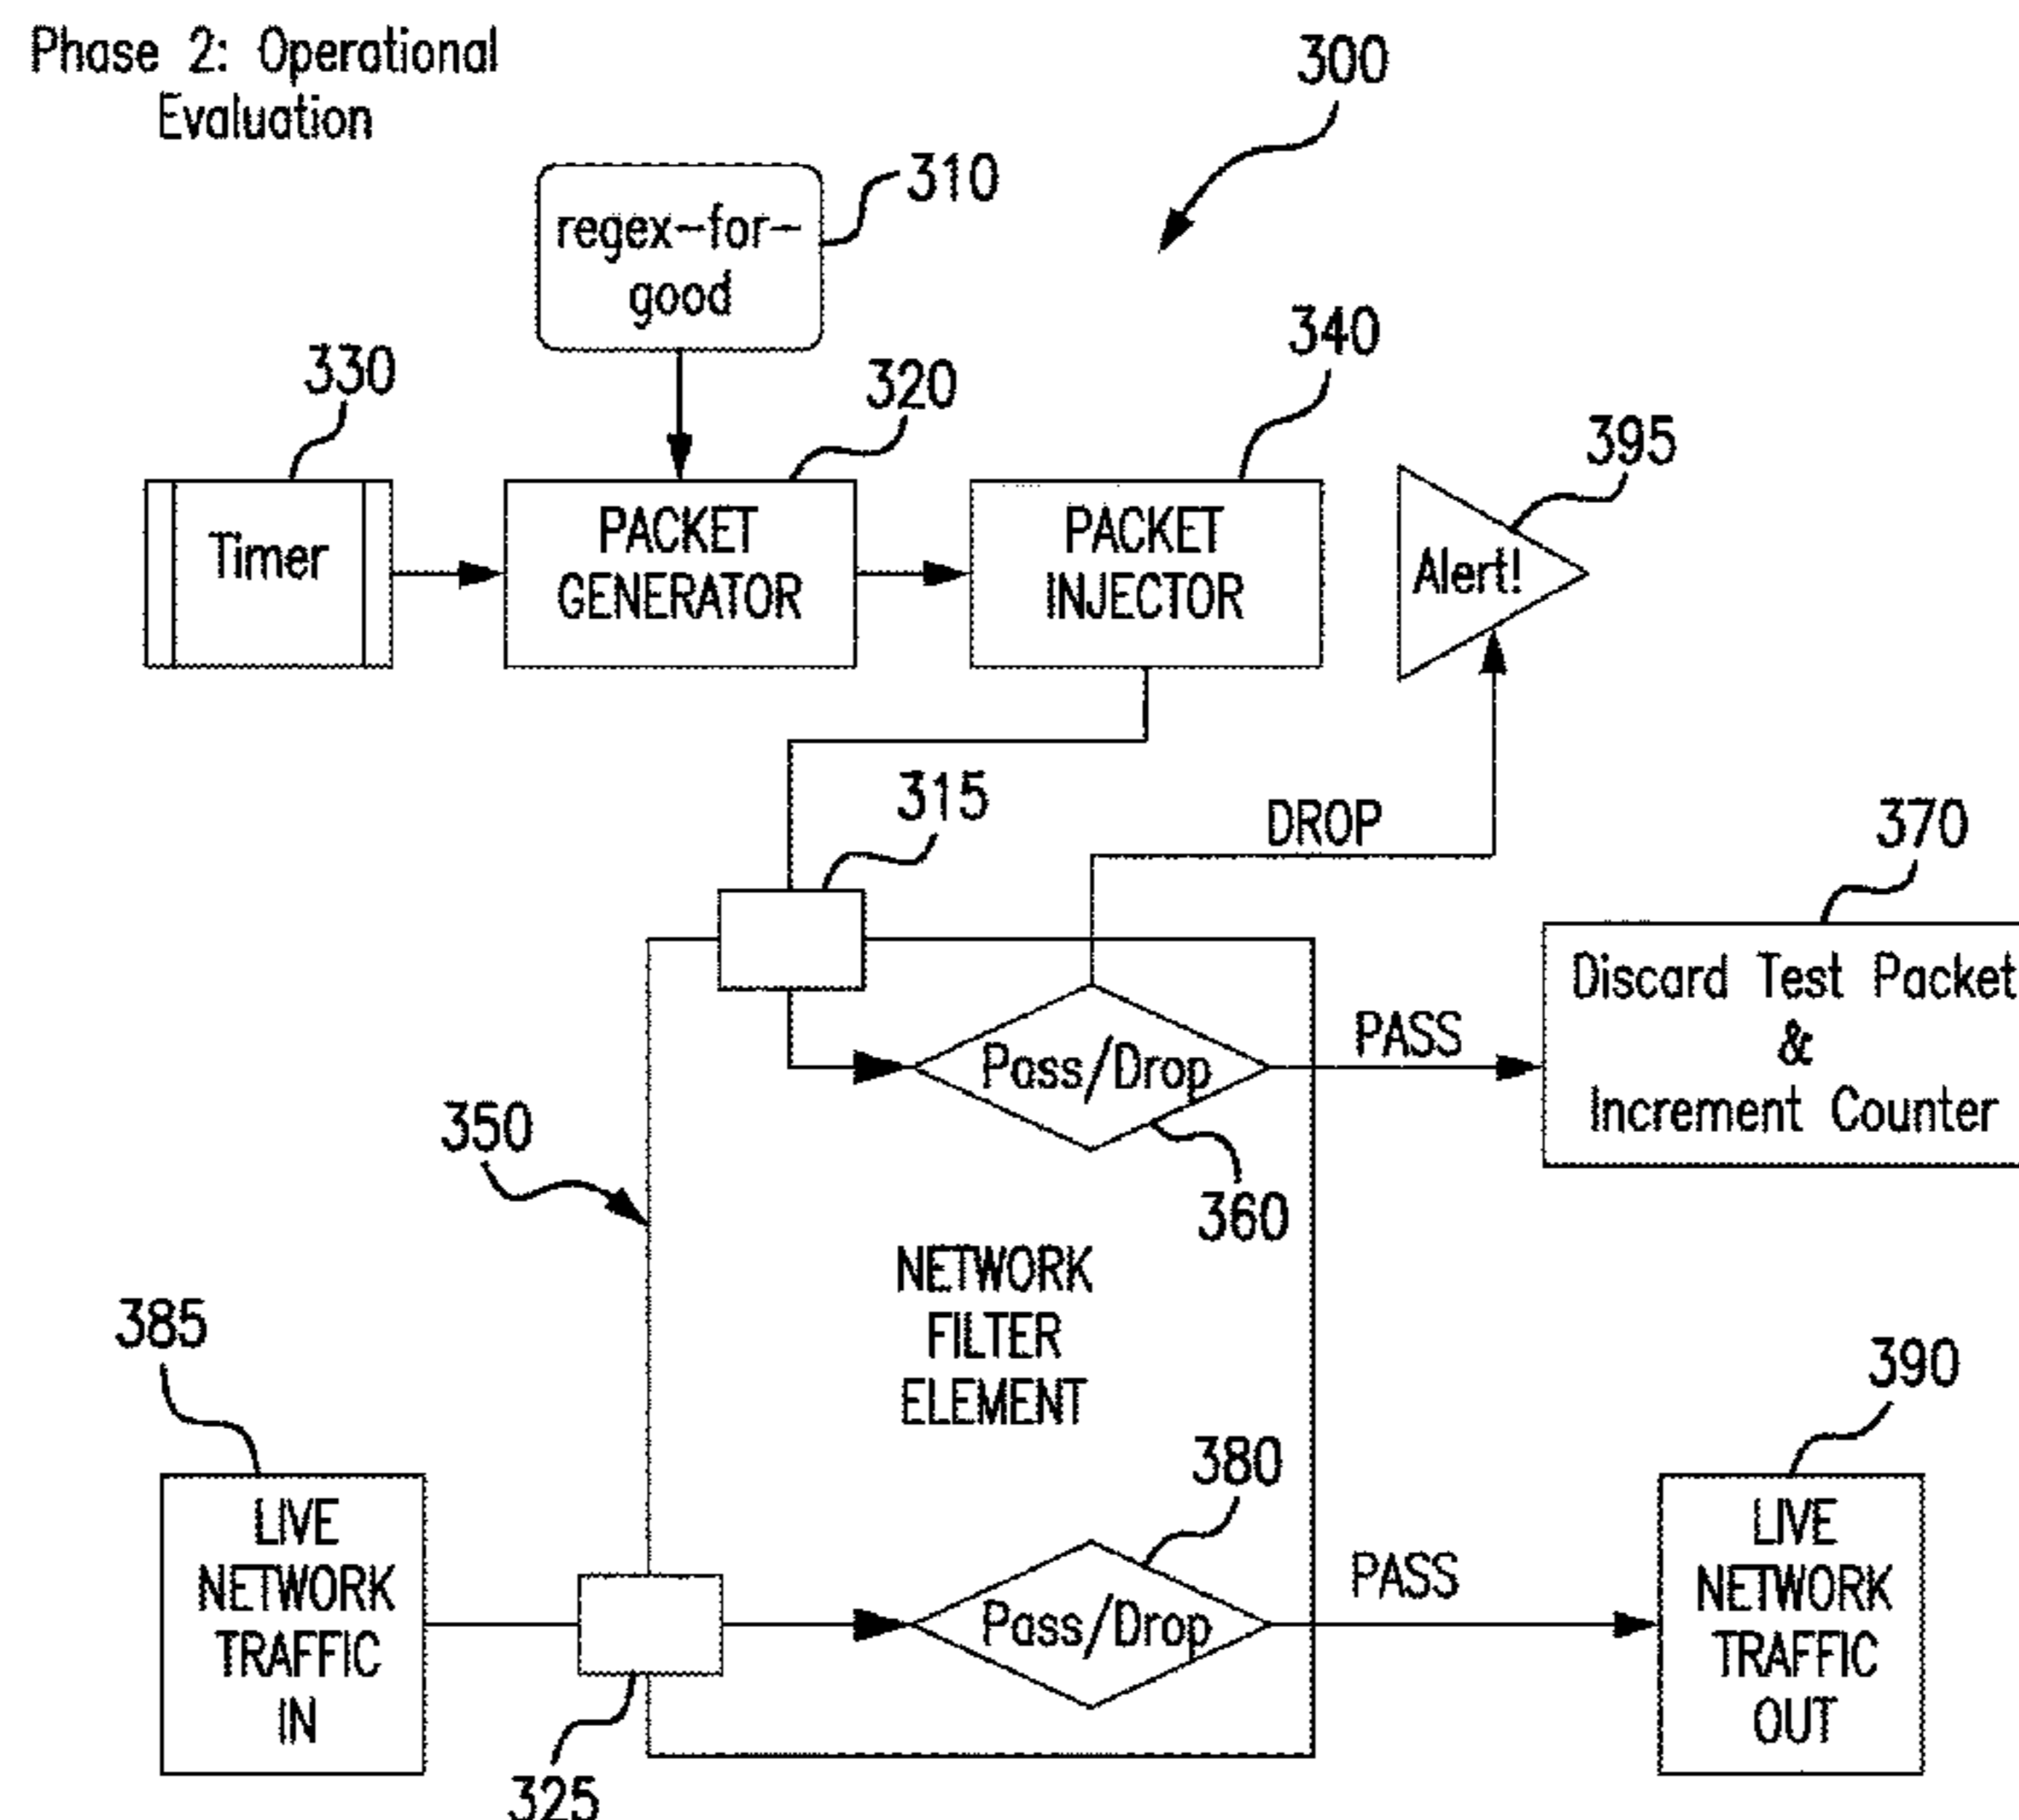 Phase 2: Operational
Evaluation
300
310
regex-for-
good
340
330
320
395
Timer
PACKET
GENERATOR
PACKET
INJECTOR
Alert!
315
DROP
370
Discard Test Packet
&
Increment Counter
PASS
Pass/Drop
350
360
NETWORK
FILTER
ELEMENT
385
390
380
LIVE
NETWORK
TRAFFIC
IN
Pass/Drop
PASS
LIVE
NETWORK
TRAFFIC
OUT
325